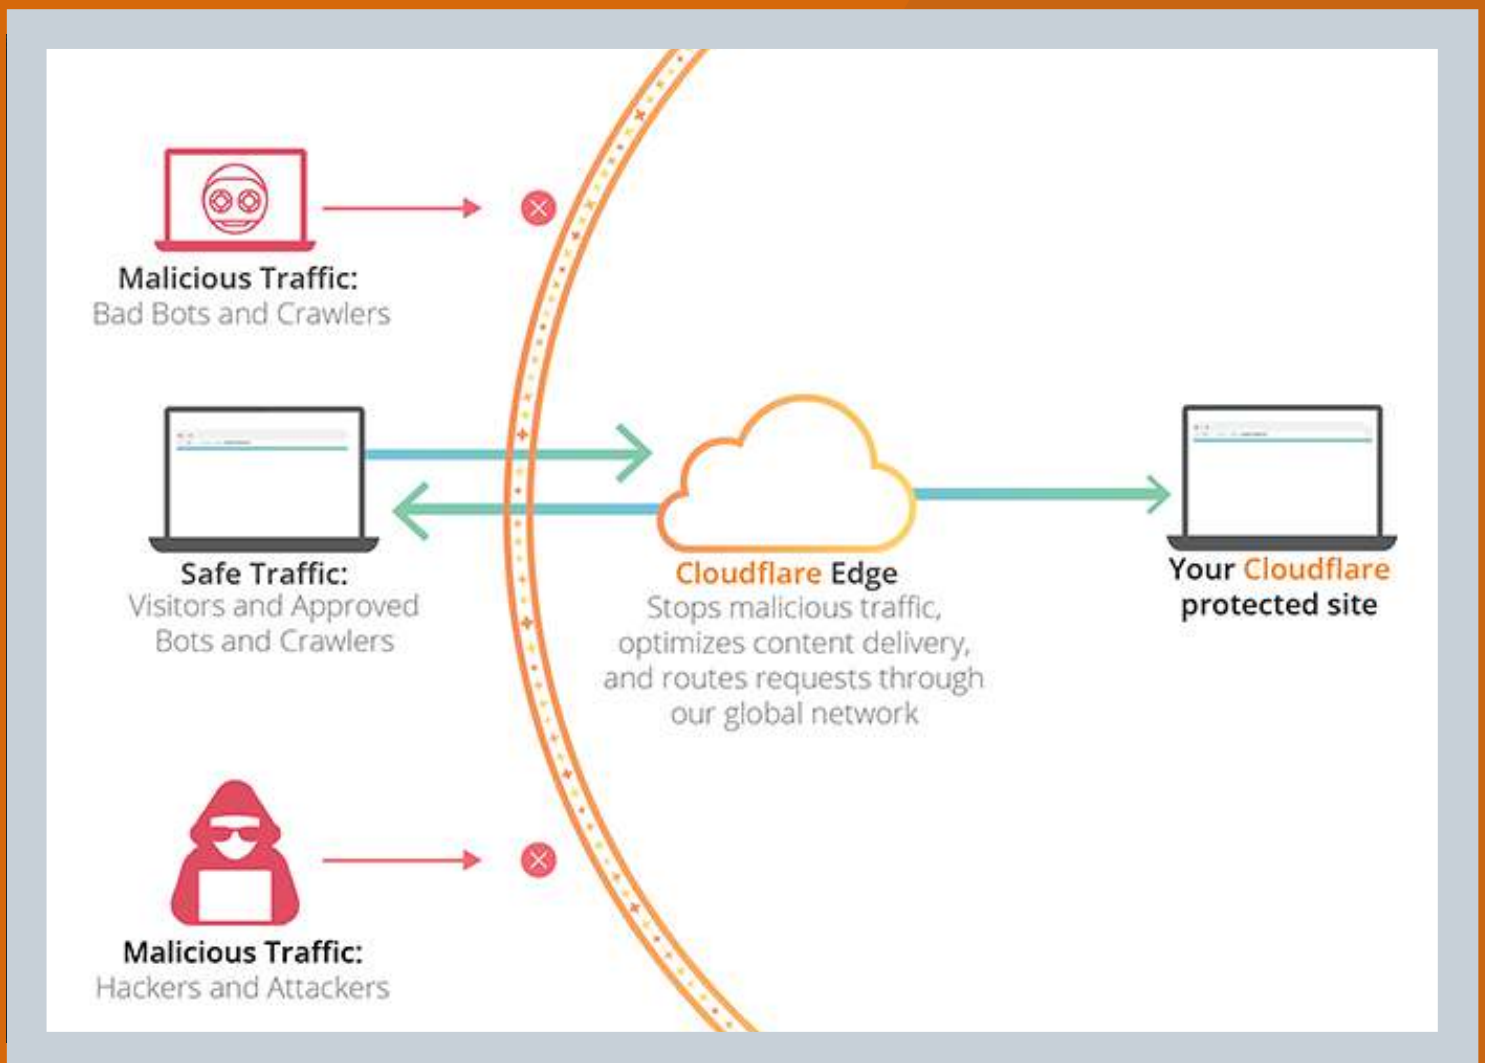 Malicious Traffic:
Bad Bots and Crawlers
Safe Traffic:
Visitors and Approved
Bots and Crawlers
Cloudflare Edge
Stops malicious traffic,
optimizes content delivery,
and routes requests through
our global network
Your Cloudflare
protected site
Malicious Traffic:
Hackers and Attackers